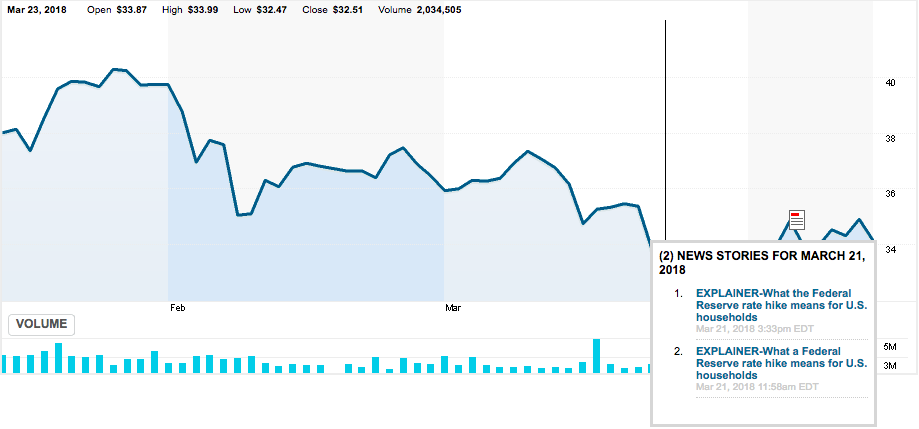 Mar 23, 2018 Open $33.87 High $33.99 Low $32.47 Close $32.51 Volume 2,034,505
40
38
36
34
(2) NEWS STORIES FOR MARCH 21,
2018
1. EXPLAINER-What the Federal
Reserve rate hike means for U.S.
households
Mar 21, 2018 3:33pm EDT
2. EXPLAINER-What a Federal
Reserve rate hike means for U.S.
households
Mar 21, 2018 11:58am EDT
Feb Mar
VOLUME
5M
3M